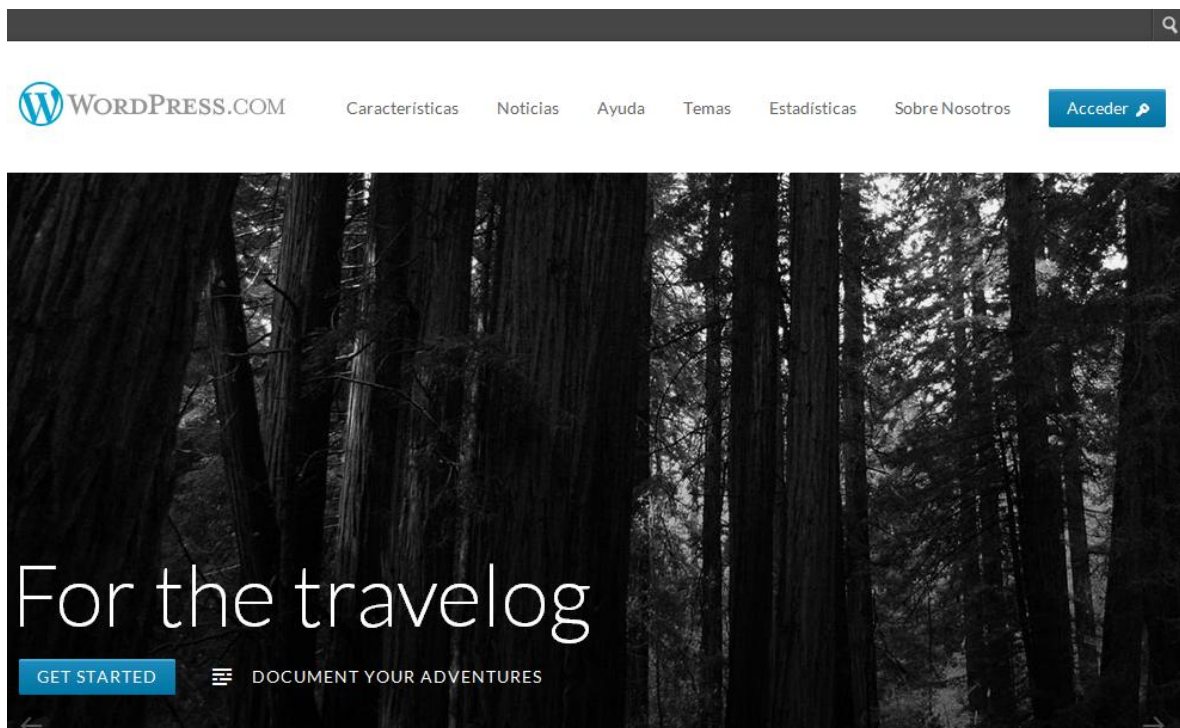 WORDPRESS.COM Características Noticias Ayuda Temas Estadísticas Sobre Nosotros Acceder
For the travelog
GET STARTED DOCUMENT YOUR ADVENTURES